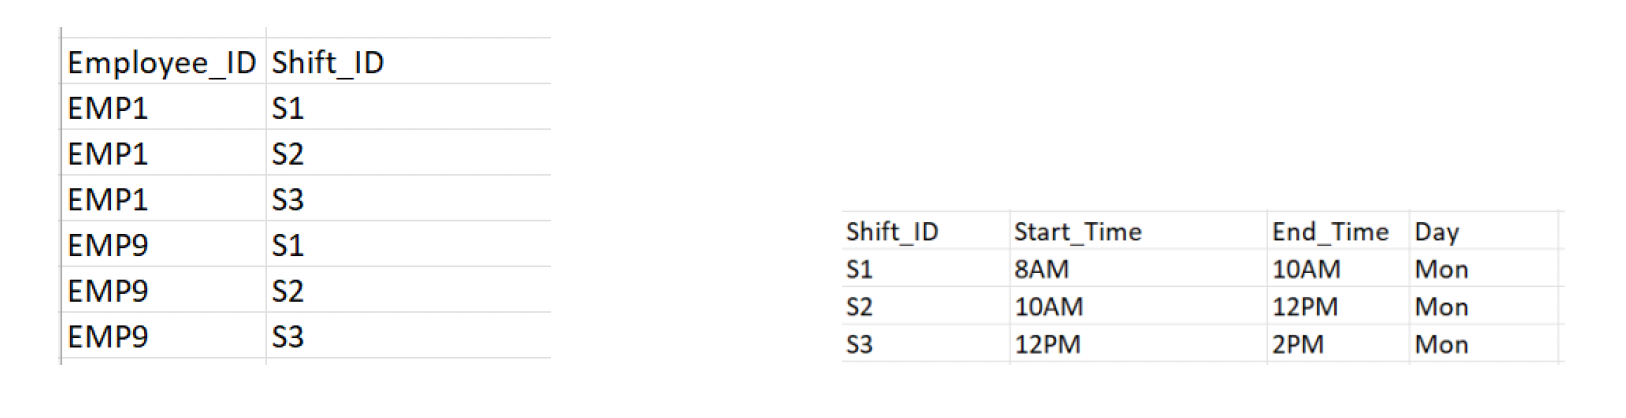 Employee_ID Shift_ID
EMP1 S1
EMP1 S2
EMP1 S3
EMP9 S1
EMP9 S2
EMP9 S3
Shift_ID Start_Time End_Time Day
S1 8AM 10AM Mon
S2 10AM 12PM Mon
S3 12PM 2PM Mon